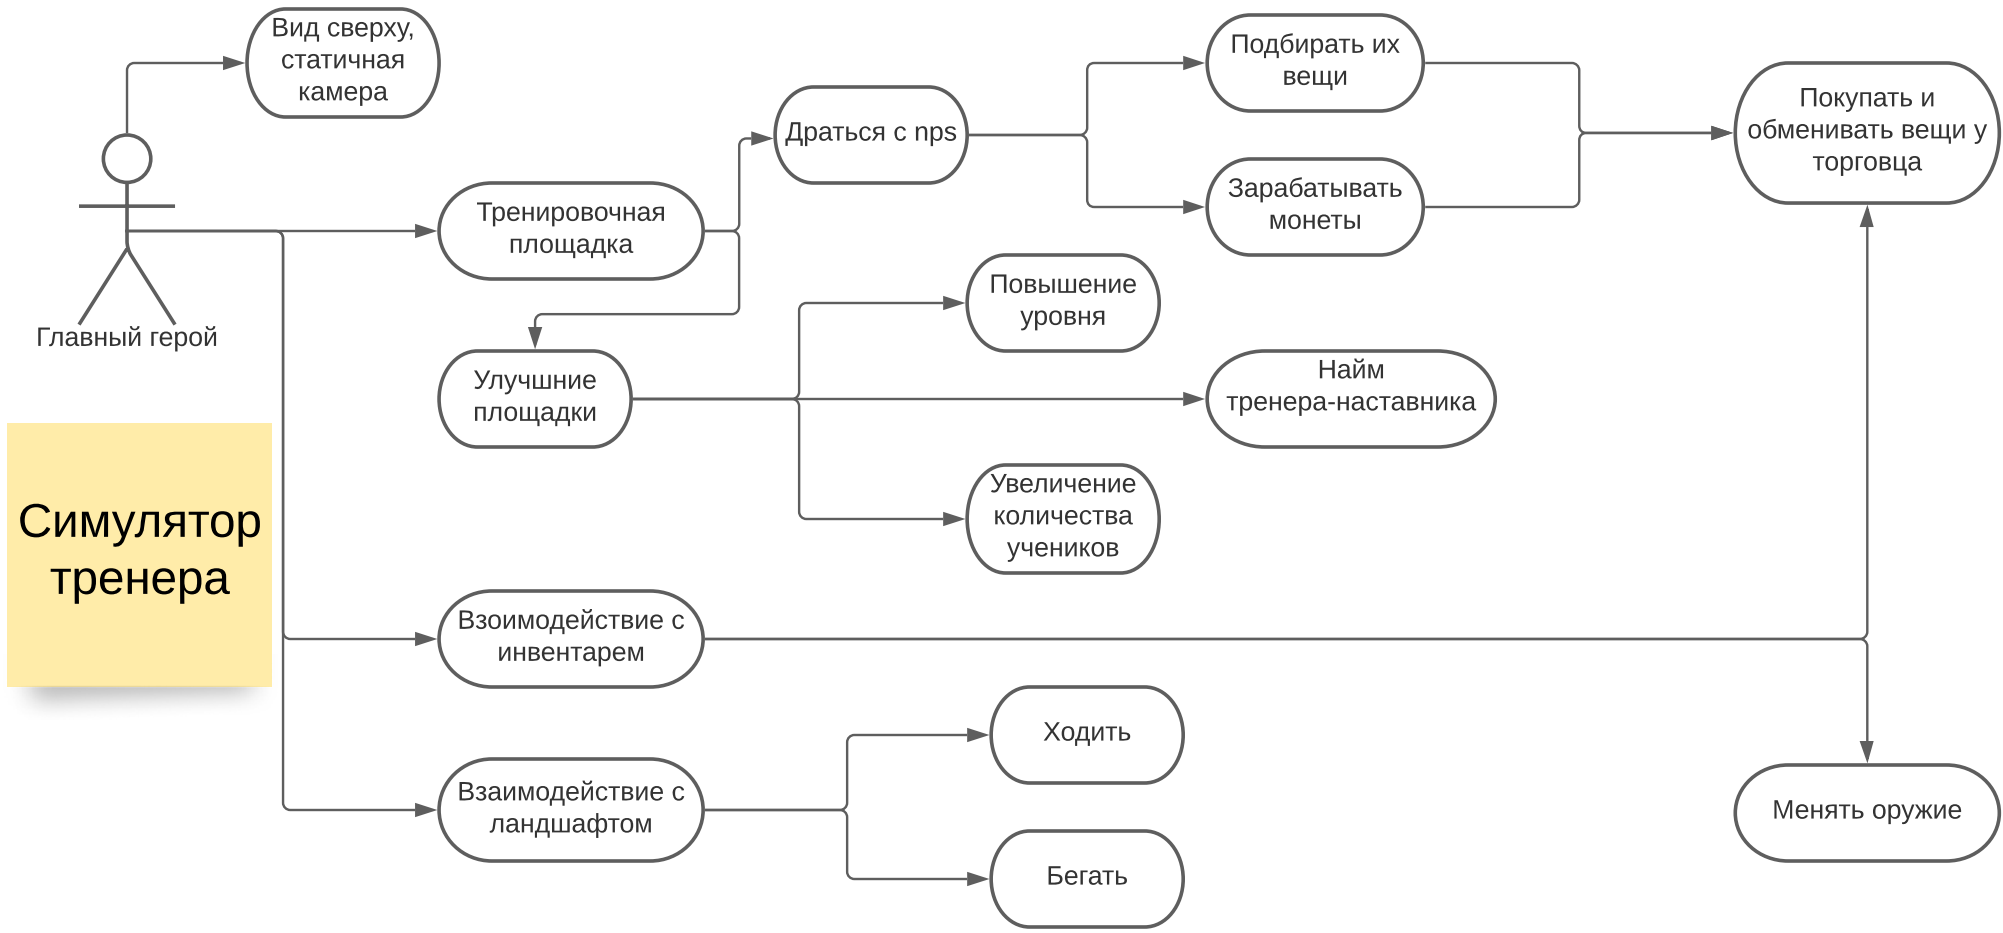 Вид сверху,
статичная
камера
Главный герой
Симулятор
тренера
Тренировочная
площадка
Драться с nps
Подбирать их
вещи
Зарабатывать
монеты
Покупать и
обменивать вещи у
торговца
Улучшние
площадки
Повышение
уровня
Найм
тренера-наставника
Увеличение
количества
учеников
Взоимодействие с
инвентарем
Взаимодействие с
ландшафтом
Ходить
Бегать
Менять оружие